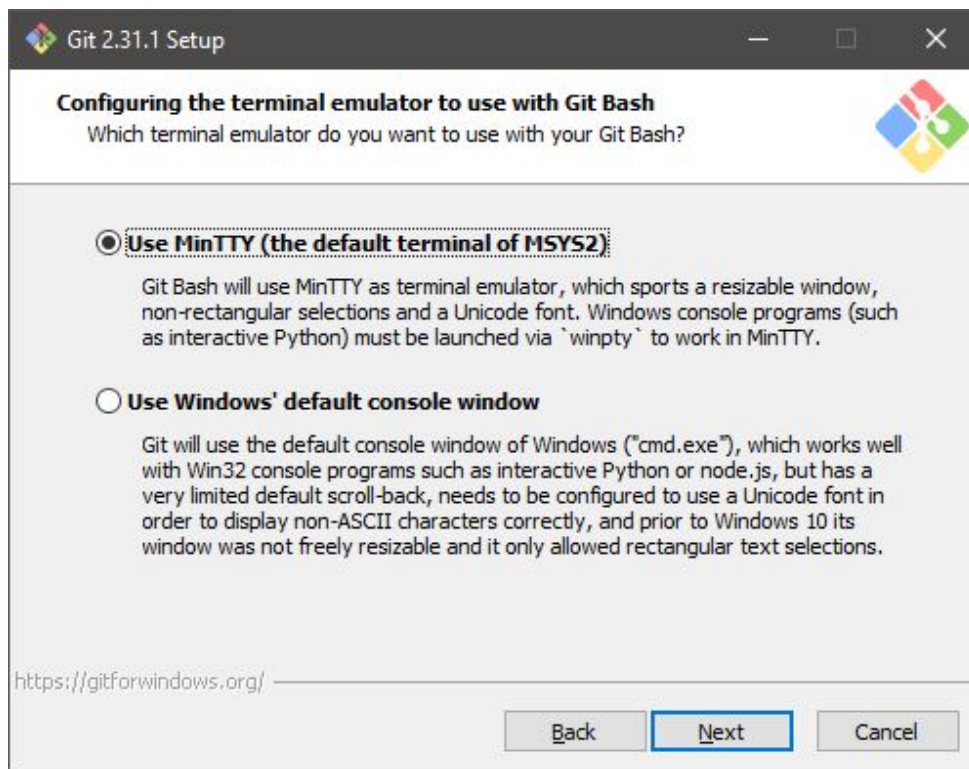 Git 2.31.1 Setup
Configuring the terminal emulator to use with Git Bash
Which terminal emulator do you want to use with your Git Bash?
Use MinTTY (the default terminal of MSYS2)
Git Bash will use MinTTY as terminal emulator, which sports a resizable window,
non-rectangular selections and a Unicode font. Windows console programs (such
as interactive Python) must be launched via `winpty` to work in MinTTY.
Use Windows' default console window
Git will use the default console window of Windows ("cmd.exe"), which works well
with Win32 console programs such as interactive Python or node.js, but has a
very limited default scroll-back, needs to be configured to use a Unicode font in
order to display non-ASCII characters correctly, and prior to Windows 10 its
window was not freely resizable and it only allowed rectangular text selections.
https://gitforwindows.org/
Back Next Cancel